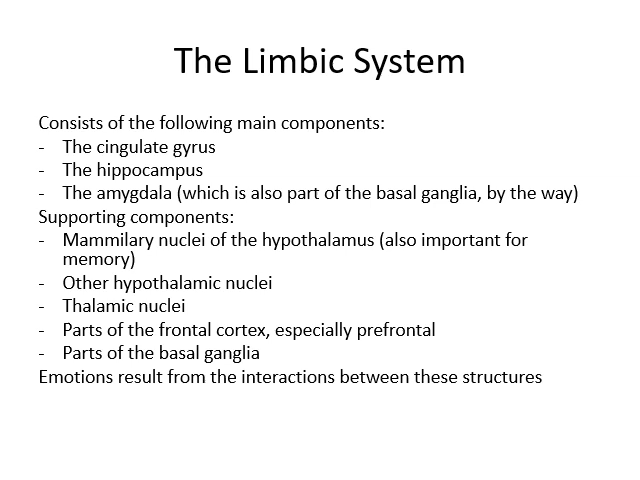 The Limbic System
Consists of the following main components:
- The cingulate gyrus
- The hippocampus
- The amygdala (which is also part of the basal ganglia, by the way)
Supporting components:
- Mammilary nuclei of the hypothalamus (also important for
memory)
- Other hypothalamic nuclei
- Thalamic nuclei
- Parts of the frontal cortex, especially prefrontal
- Parts of the basal ganglia
Emotions result from the interactions between these structures